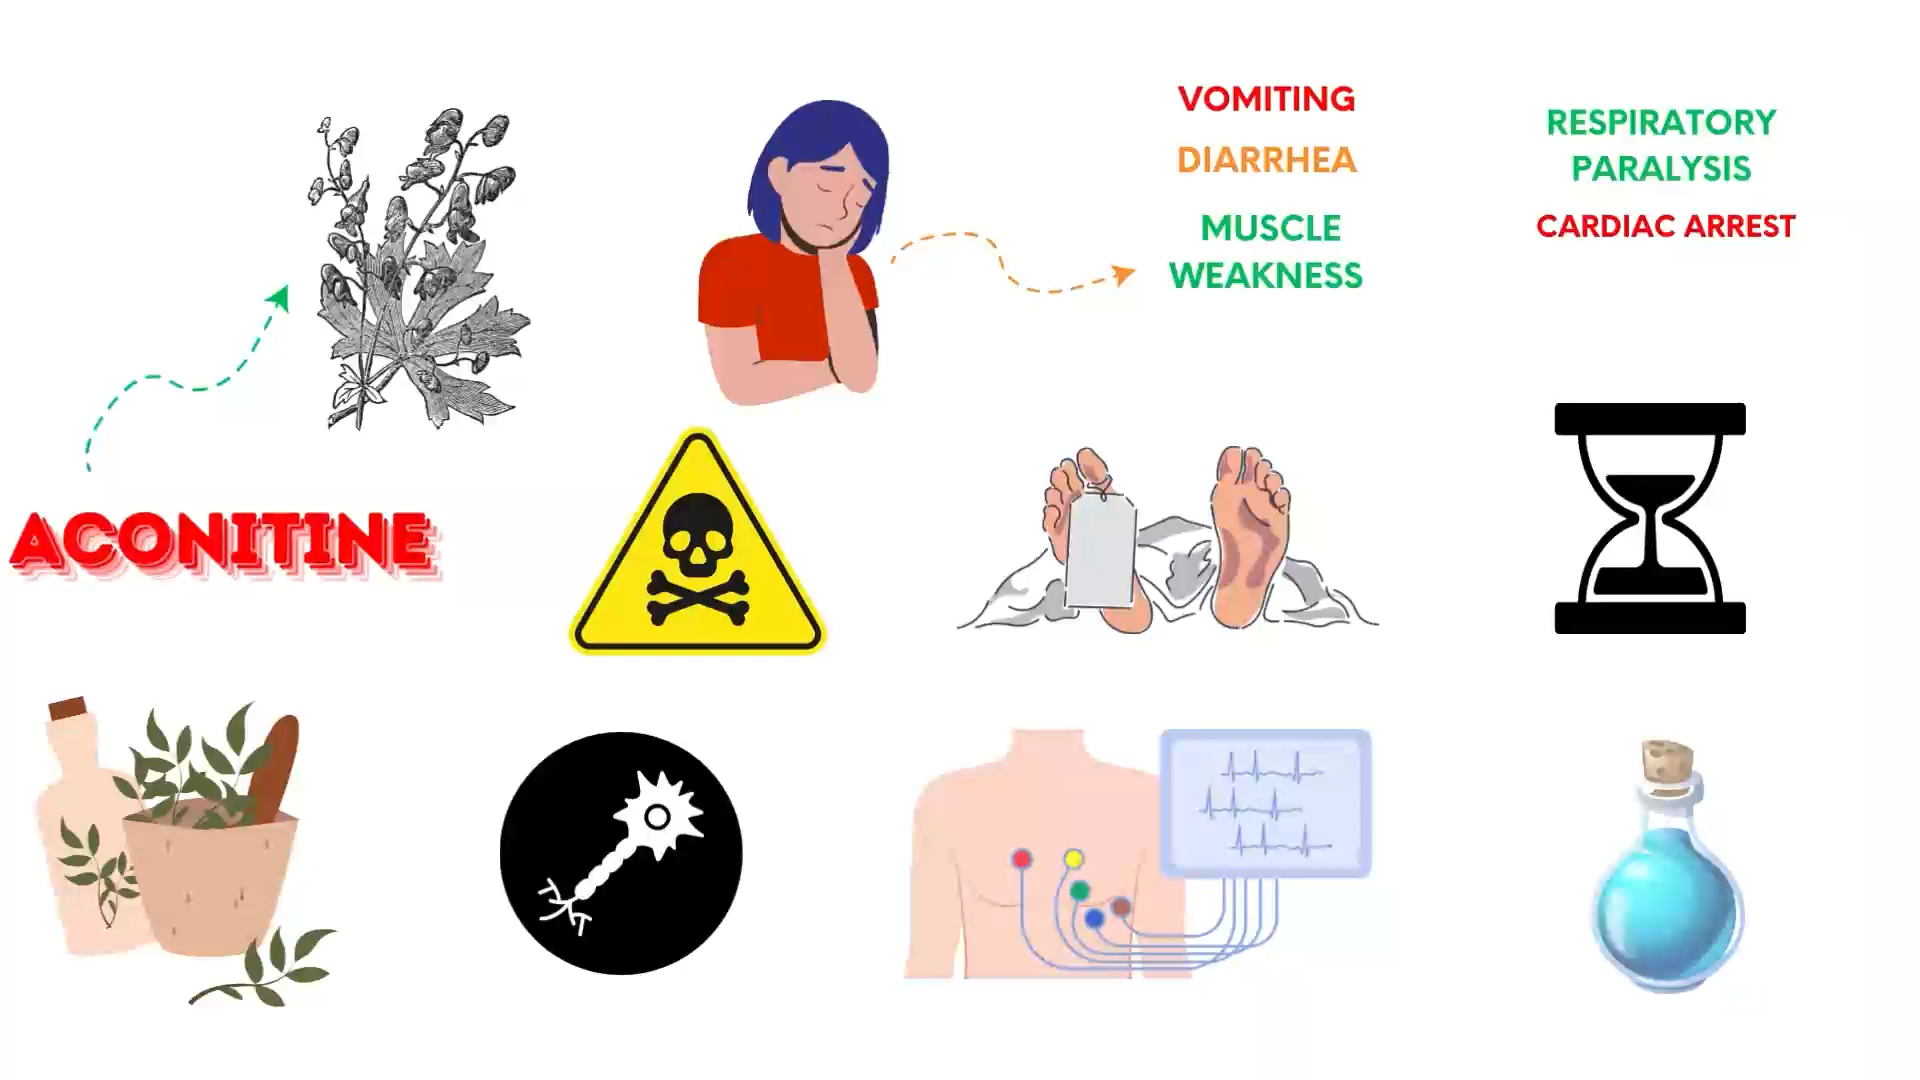 VOMITING
DIARRHEA
MUSCLE
WEAKNESS
RESPIRATORY
PARALYSIS
CARDIAC ARREST
ACONITINE